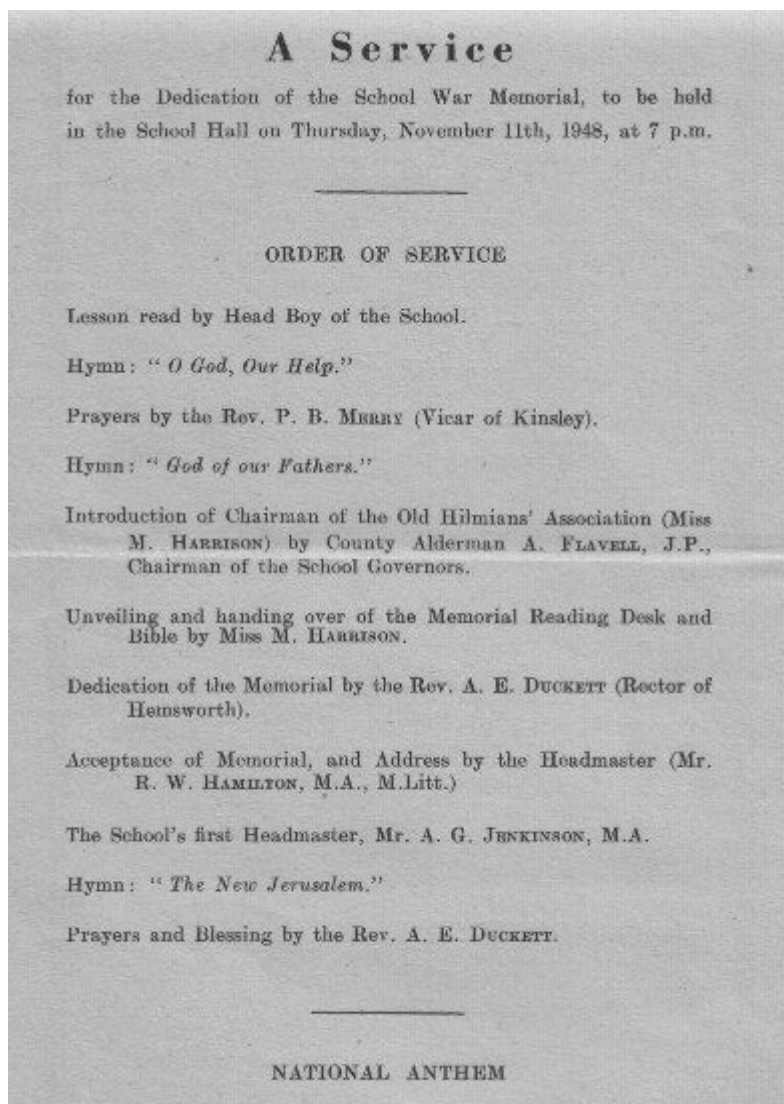 A Service
for the Dedication of the School War Memorial, to be held
in the School Hall on Thursday, November 11th, 1948, at 7 p.m.
ORDER OF SERVICE
Lesson read by Head Boy of the School.
Hymn: "O God, Our Help."
Prayers by the Rev. P. B. MERRY (Vicar of Kinsley).
Hymn: "God of our Fathers."
Introduction of Chairman of the Old Hilmians' Association (Miss
M. HARRISON) by County Alderman A. FLAVELL, J.P.,
Chairman of the School Governors.
Unveiling and handing over of the Memorial Reading Desk and
Bible by Miss M. HARRISON.
Dedication of the Memorial by the Rev. A. E. DUCKETT (Rector of
Hemsworth).
Acceptance of Memorial, and Address by the Headmaster (Mr.
R. W. HAMILTON, M.A., M.Litt.)
The School's first Headmaster, Mr. A. G. JENKINSON, M.A.
Hymn: "The New Jerusalem."
Prayers and Blessing by the Rev. A. E. DUCKETT.
NATIONAL ANTHEM